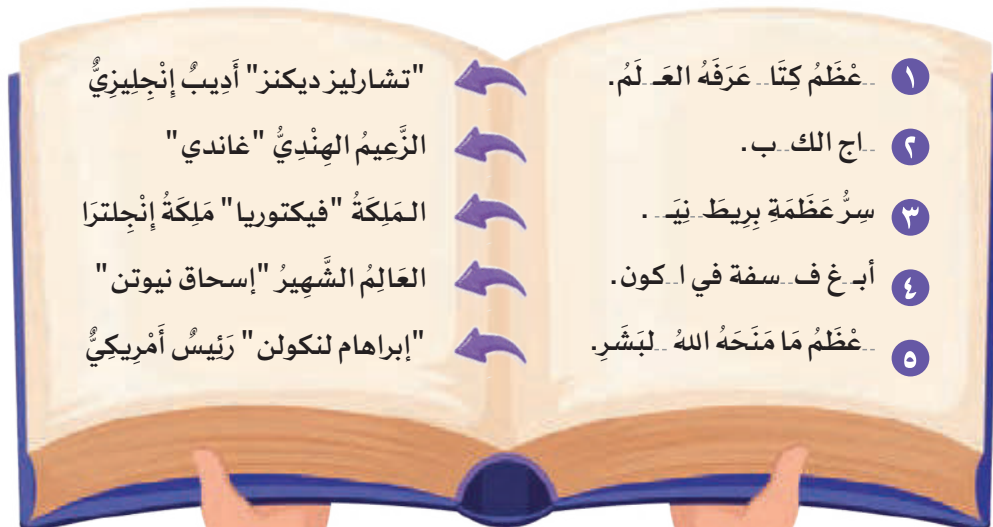 ١ ..عْظَمُ كِتَا.. عَرَفَهُ العَـ..لَمُ. "تشارليز ديكنز" أَدِيبٌ إِنْجِلِيزِيٌّ
٢ ..اج الك..ب. الزَّعِيمُ الهِنْدِيُّ "غاندي"
٣ سِرُّ عَظَمَةِ بِرِيطَـ..نِيَـ.. . المَلِكَةُ "فيكتوريا" مَلِكَةُ إِنْجِلترَا
٤ أبـ..غ فـ..سفة في ا..كون. العَالِمُ الشَّهِيرُ "إسحاق نيوتن"
٥ ..عْظَمُ مَا مَنَحَهُ اللهُ ..لبَشَرِ. "إبراهام لنكولن" رَئِيسٌ أَمْرِيكِيٌّ